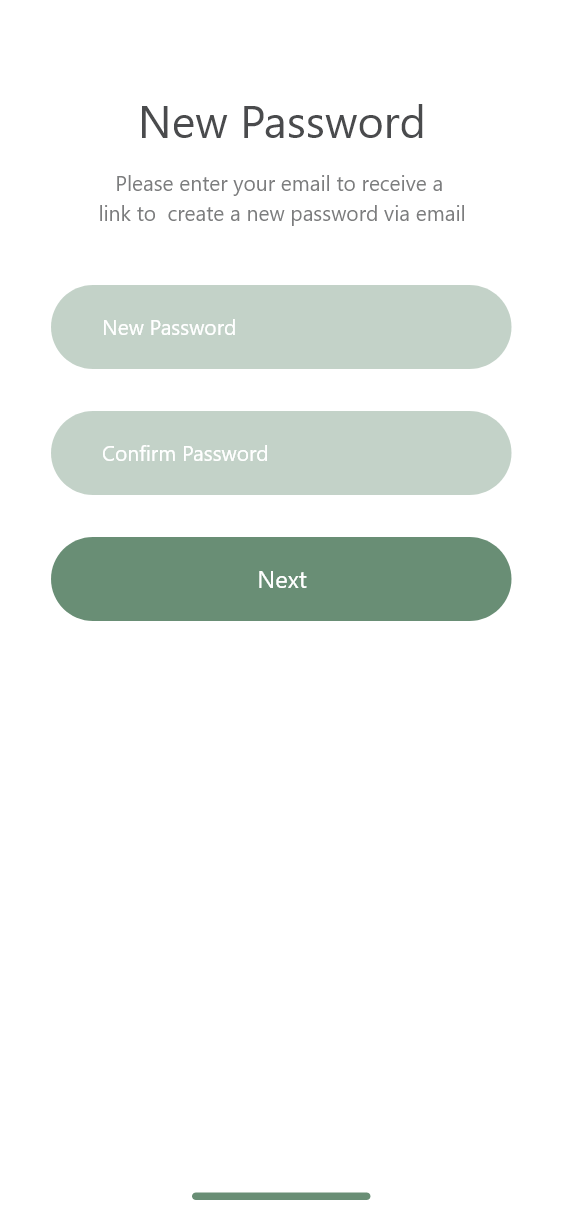 New Password
Please enter your email to receive a
link to  create a new password via email
New Password
Confirm Password
Next